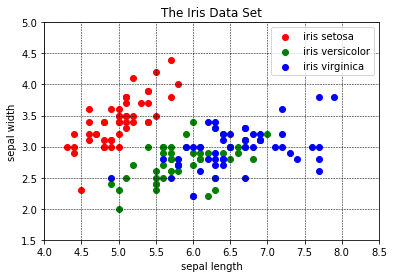 The Iris Data Set
iris setosa
iris versicolor
iris virginica
sepal width
5.0
4.5
4.0
3.5
3.0
2.5
2.0
1.5
4.0 4.5 5.0 5.5 6.0 6.5 7.0 7.5 8.0 8.5
sepal length